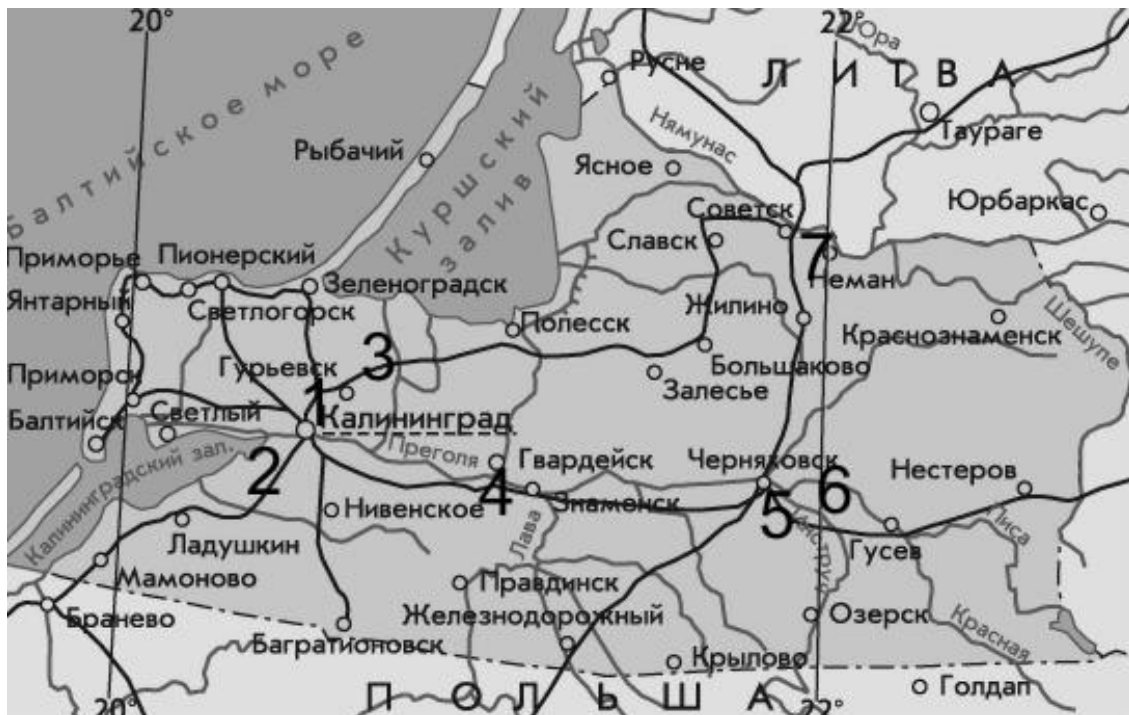 20°
22°
Юра
Русне
ЛИТВА
Балтийское море
Таураге
Нямунас
Рыбачий
Куршский
залив
Ясное
Юрбаркас
Советск
Славск
7
Неман
Приморье
Пионерский
Зеленоградск
Янтарный
Светлогорск
Жилино
Краснознаменск
Шешупе
Полесск
3
Гурьевск
Большаково
Залесье
Приморск
1
Балтийск
Светлый
Калининград
Преголя
Гвардейск
Черняховск
Нестеров
Калининградский зал.
2
4
Знаменск
5
6
Нивенское
Писа
Ладушкин
Лава
Гусев
Мамоново
Правдинск
Бранево
Железнодорожный
Озерск
Красная
Багратионовск
Крылово
Голдап
ПОЛЬША
20°
22°